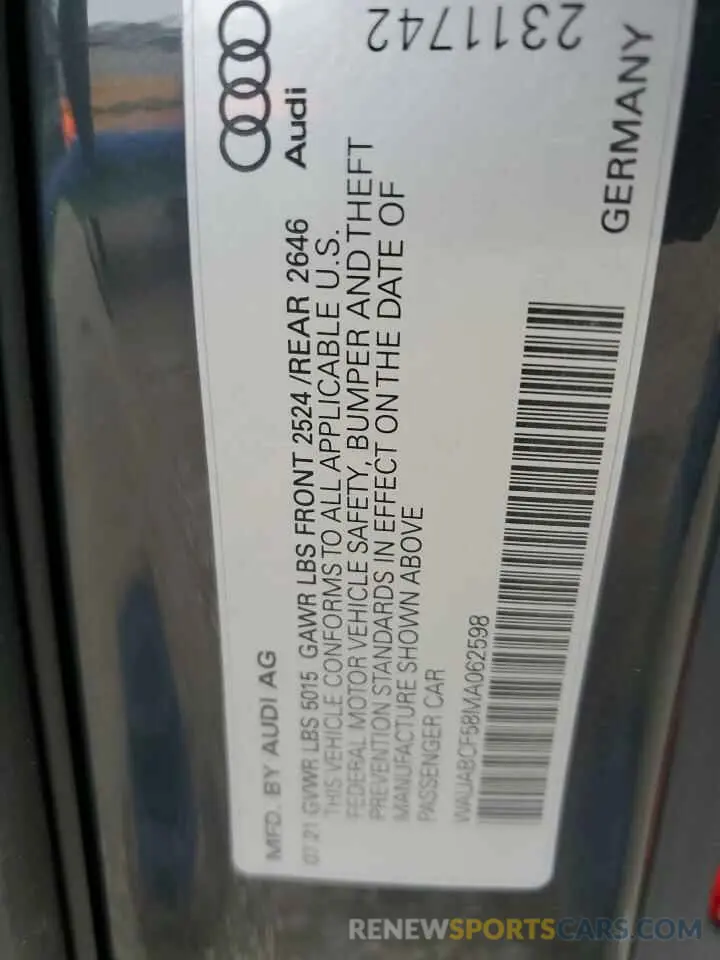 MFD. BY AUDI AG
Audi
07 21 GVWR LBS 5015 GAWR LBS FRONT 2524 /REAR 2646
THIS VEHICLE CONFORMS TO ALL APPLICABLE U.S.
FEDERAL MOTOR VEHICLE SAFETY, BUMPER AND THEFT
PREVENTION STANDARDS IN EFFECT ON THE DATE OF
MANUFACTURE SHOWN ABOVE
PASSENGER CAR
WAUABCF58MA062598
2311742
GERMANY
RENEWSPORTSCARS.COM